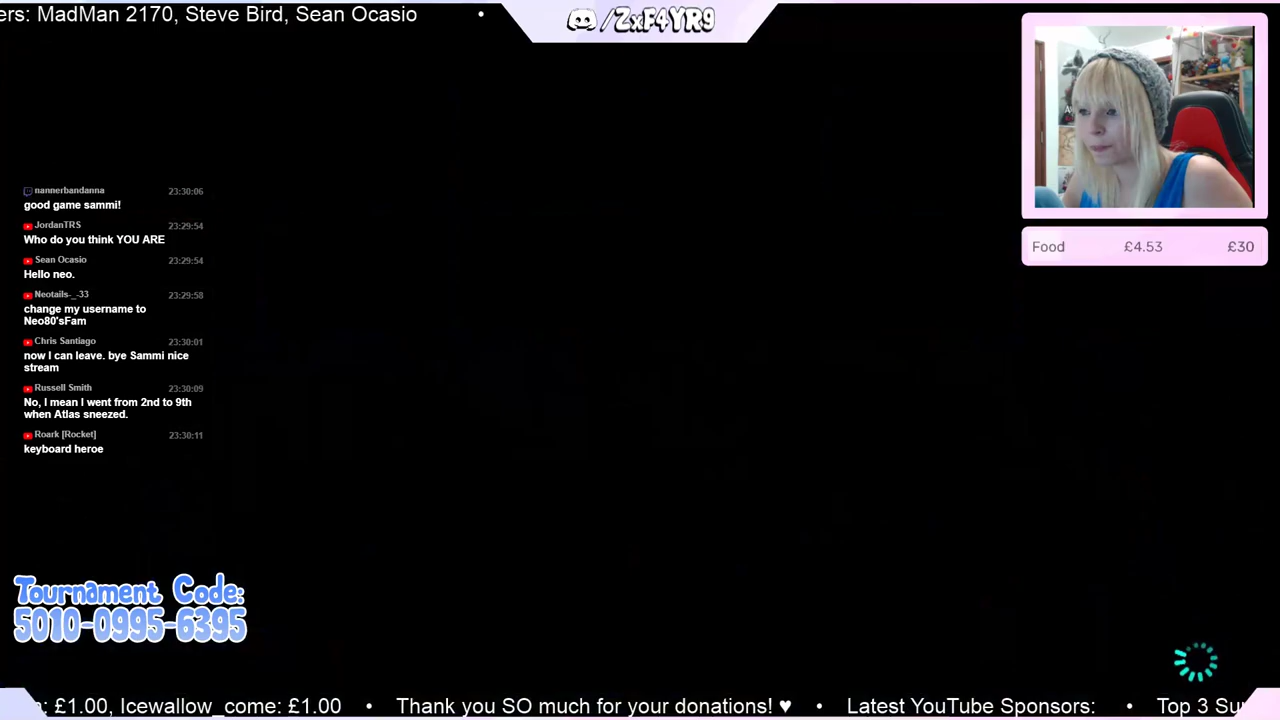 ers: MadMan 2170, Steve Bird, Sean Ocasio •
/ZxF4YR9
nannerbandanna 23:30:06
good game sammi!
JordanTRS 23:29:54
Who do you think YOU ARE
Sean Ocasio 23:29:54
Hello neo.
Neotails-_-33 23:29:58
change my username to
Neo80'sFam
Chris Santiago 23:30:01
now I can leave. bye Sammi nice
stream
Russell Smith 23:30:09
No, I mean I went from 2nd to 9th
when Atlas sneezed.
Roark [Rocket] 23:30:11
keyboard heroe
Food £4.53 £30
Tournament Code:
5010-0995-6395
: £1.00, Icewallow_come: £1.00 • Thank you SO much for your donations! ♥ • Latest YouTube Sponsors: • Top 3 Su